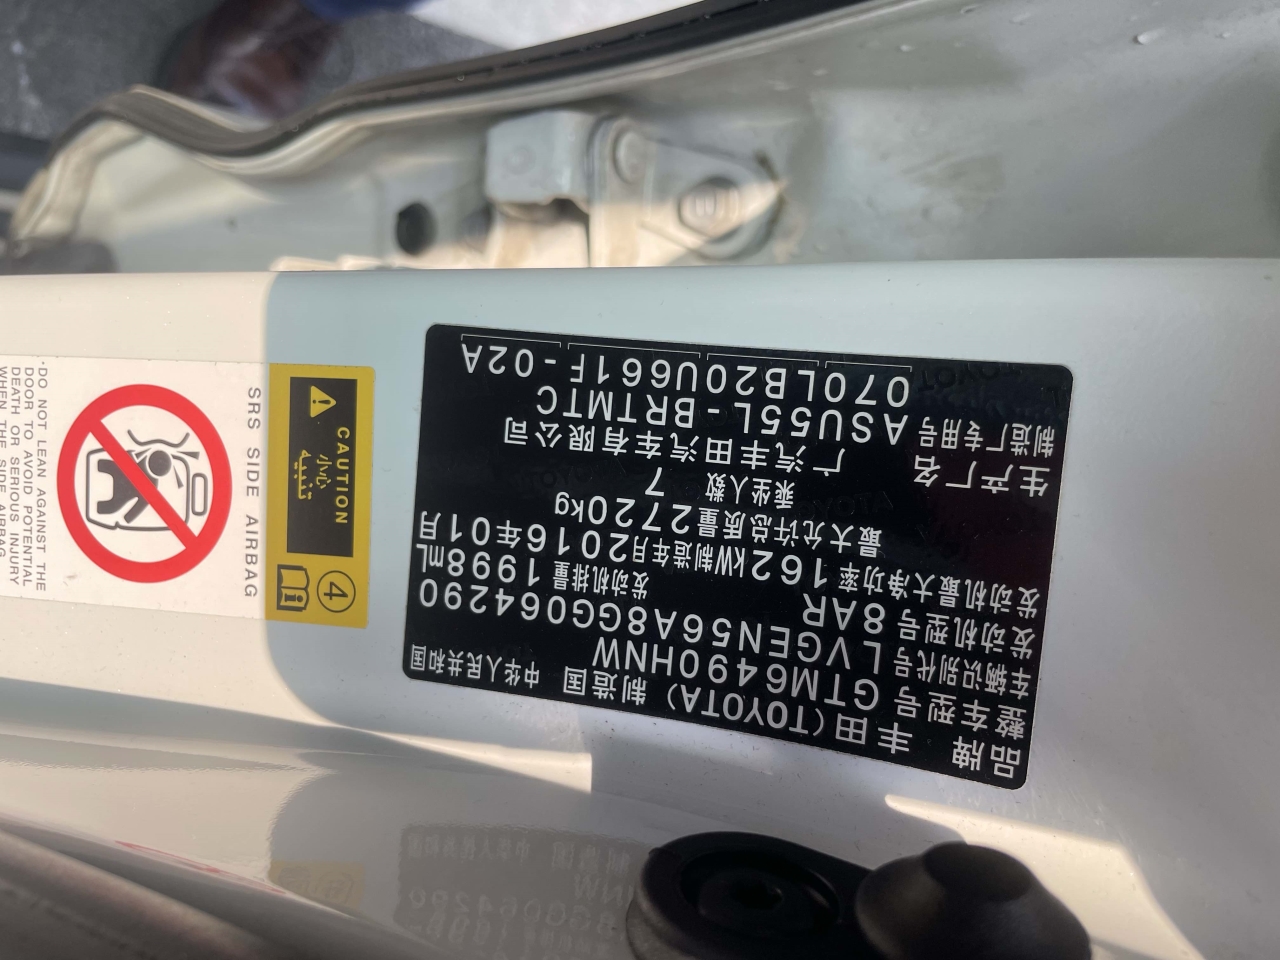 品牌 丰田(TOYOTA) 制造国 中华人民共和国
整车型号 GTM6490HNW
车辆识别代号 LVGEN56A8GG064290
发动机型号 8AR 发动机排量 1998mL
发动机最大净功率 162kW 制造年月 2016年01月
最大允许总质量 2720kg
乘坐人数 7
生产厂名 广汽丰田汽车有限公司
制造厂专用号 ASU55L-BRTMTC
070LB20U661F-02A
CAUTION
تنبيه
小心
4
SRS SIDE AIRBAG
·DO NOT LEAN AGAINST THE
DOOR TO AVOID POTENTIAL
DEATH OR SERIOUS INJURY
WHEN THE SIDE AIRBAG